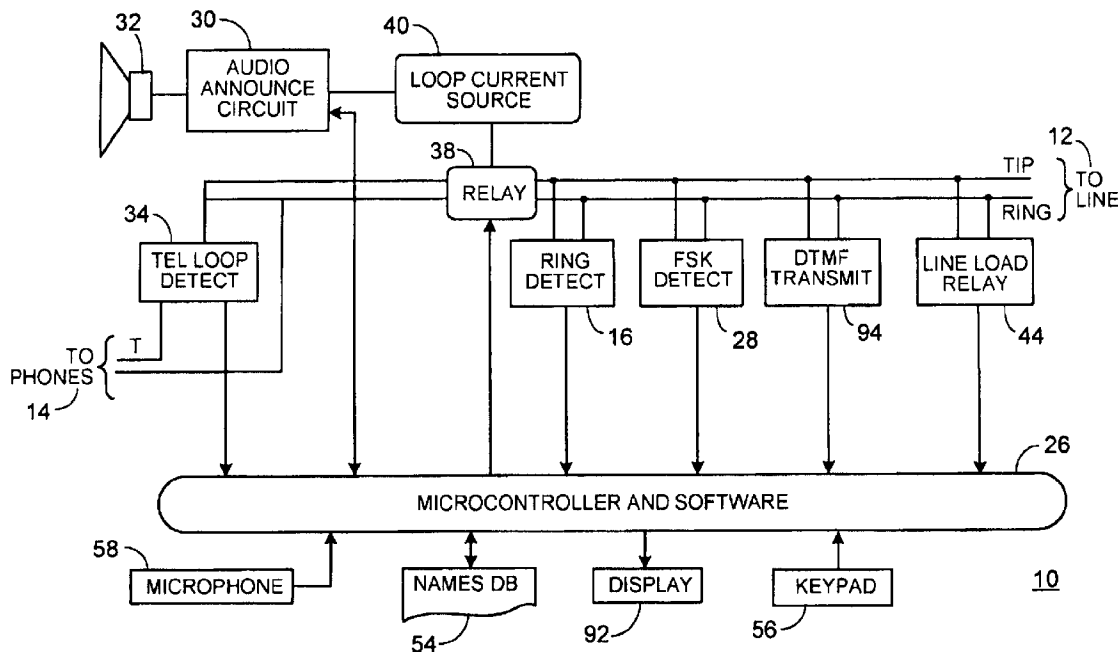 32
30
40
AUDIO
ANNOUNCE
CIRCUIT
LOOP CURRENT
SOURCE
38
RELAY
TIP
RING
12
TO
LINE
34
TEL LOOP
DETECT
RING
DETECT
16
FSK
DETECT
28
DTMF
TRANSMIT
94
LINE LOAD
RELAY
44
T
TO
PHONES
14
26
MICROCONTROLLER AND SOFTWARE
58
MICROPHONE
NAMES DB
54
DISPLAY
92
KEYPAD
56
10